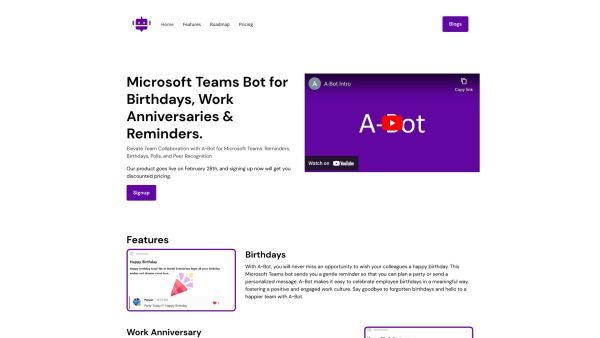 Home Features Roadmap Pricing Blogs
Microsoft Teams Bot for
Birthdays, Work
Anniversaries &
Reminders.
Elevate Team Collaboration with A-Bot for Microsoft Teams: Reminders,
Birthdays, Polls, and Peer Recognition
Our product goes live on February 28th, and signing up now will get you
discounted pricing.
Signup
A A-Bot Intro
Copy link
A-Bot
Watch on YouTube
Features
Happy Birthday
Birthdays
With A-Bot, you will never miss an opportunity to wish your colleagues a happy birthday. This
Microsoft Teams bot sends you a gentle reminder so that you can plan a party or send a
personalized message. A-Bot makes it easy to celebrate employee birthdays in a meaningful way,
fostering a positive and engaged work culture. Say goodbye to forgotten birthdays and hello to a
happier team with A-Bot.
Work Anniversary